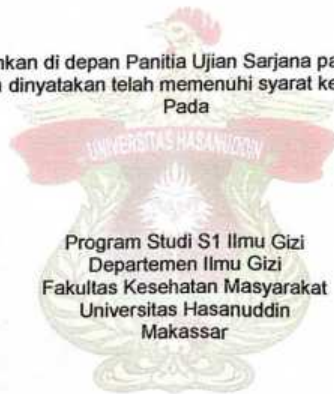 nkan di depan Panitia Ujian Sarjana pa
dinyatakan telah memenuhi syarat ke
Pada
UNIVERSITAS HASANUDDIN
Program Studi S1 Ilmu Gizi
Departemen Ilmu Gizi
Fakultas Kesehatan Masyarakat
Universitas Hasanuddin
Makassar